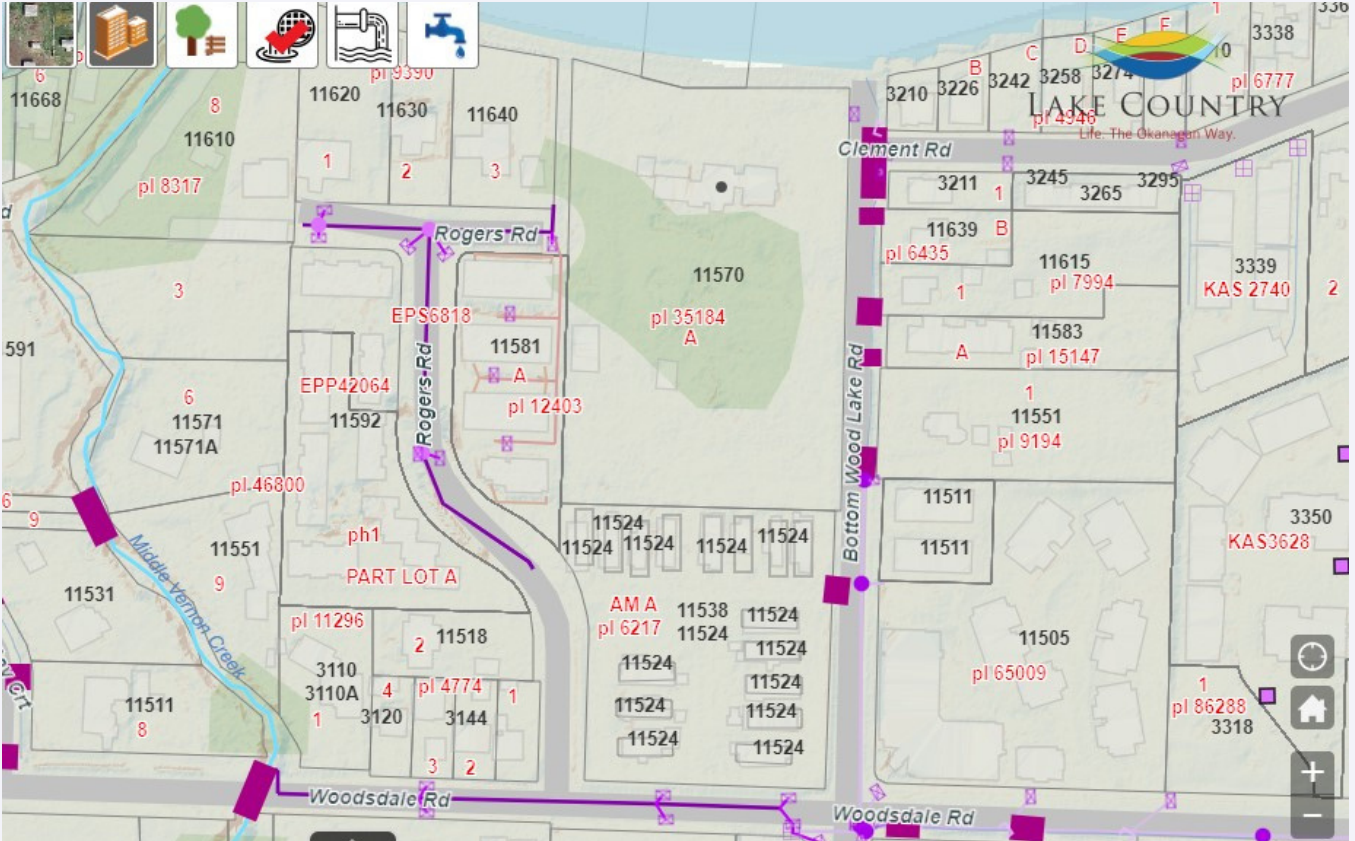 6
11668
8
11610
pl 8317
pl 9390
11620
11630
11640
1
2
3
3210
B
3226
C
3242
D
3258
E
3274
F
1
10
3338
336
pl 6777
LAKE COUNTRY
pl 4946
Life. The Okanagan Way.
Clement Rd
3211
1
3245
3265
3295
11639
B
pl 6435
11615
pl 7994
1
3339
KAS 2740
2
Rogers Rd
11570
pl 35184
A
3
EPS6818
591
11581
A
pl 12403
Rogers Rd
EPP42064
11592
11583
A
pl 15147
Bottom Wood Lake Rd
1
11551
pl 9194
6
11571
11571A
pl 46800
6
9
11511
11511
3350
KAS3628
11551
9
ph1
PART LOT A
Middle Vernon Creek
11531
11524
11524
11524
11524
11524
AM A
pl 6217
11538
11524
11524
11524
11524
11524
11524
11524
11524
11524
11524
11505
pl 65009
pl 11296
2
11518
3110
3110A
1
4
pl 4774
1
3120
3144
3
2
11511
8
1
pl 86288
3318
Woodsdale Rd
Woodsdale Rd
+
−